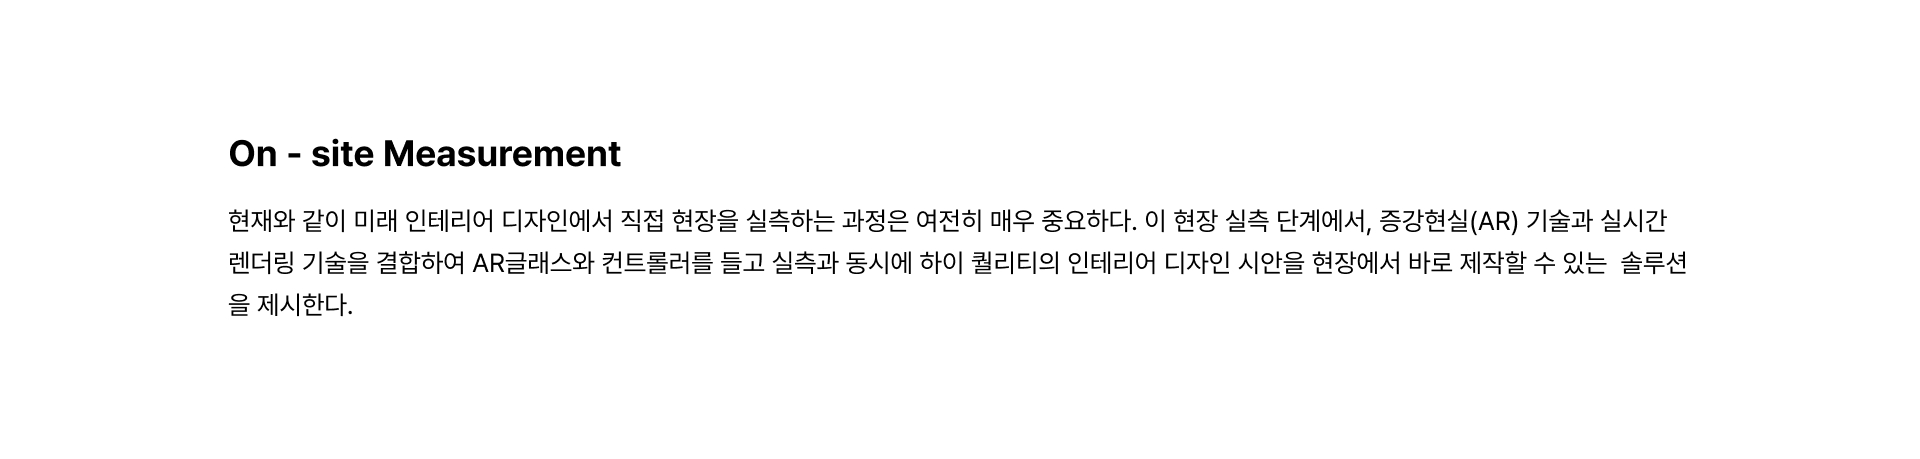 On - site Measurement
현재와 같이 미래 인테리어 디자인에서 직접 현장을 실측하는 과정은 여전히 매우 중요하다. 이 현장 실측 단계에서, 증강현실(AR) 기술과 실시간
렌더링 기술을 결합하여 AR글래스와 컨트롤러를 들고 실측과 동시에 하이 퀄리티의 인테리어 디자인 시안을 현장에서 바로 제작할 수 있는  솔루션
을 제시한다.